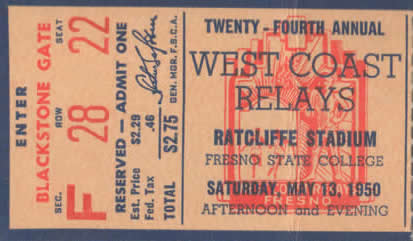 ENTER
BLACKSTONE GATE
SEC. F ROW 28 SEAT 22
RESERVED — ADMIT ONE
Est. Price $2.29
Fed. Tax .46
TOTAL $2.75
GEN. MGR. F.B.C.A.
TWENTY-FOURTH ANNUAL
WEST COAST
RELAYS
RATCLIFFE STADIUM
FRESNO STATE COLLEGE
SATURDAY, MAY 13, 1950
FRESNO
AFTERNOON and EVENING